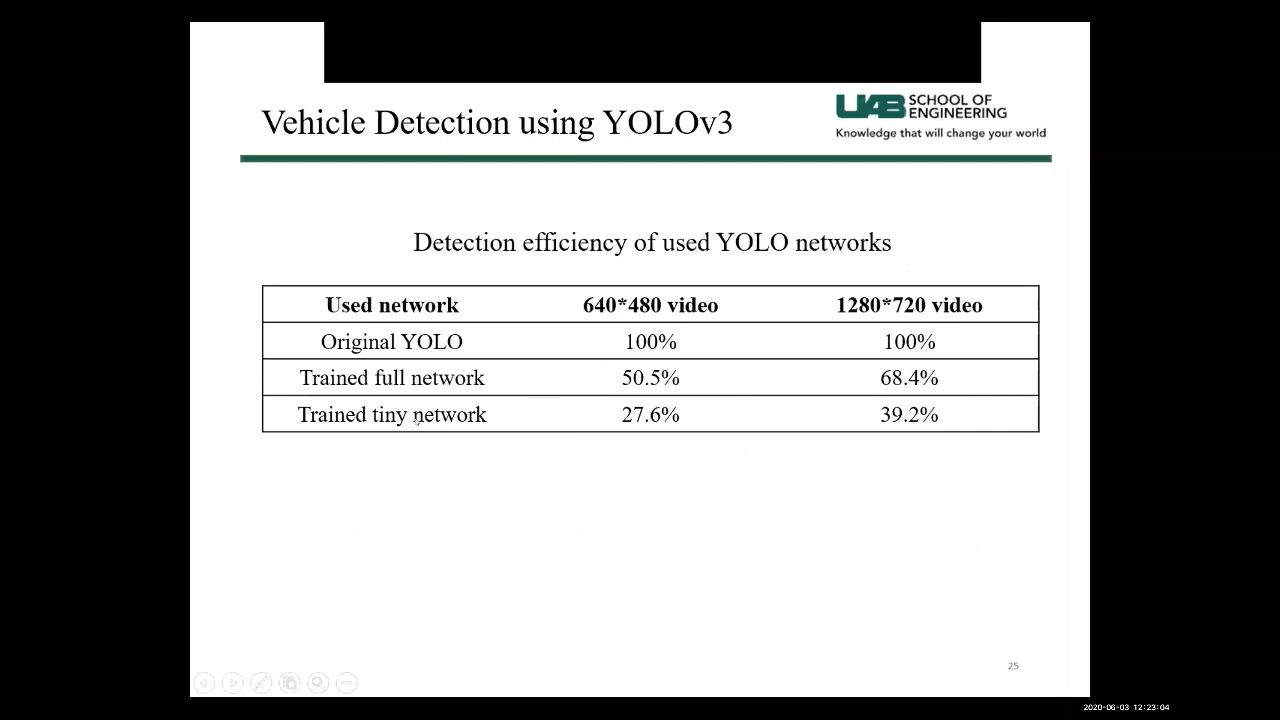 Vehicle Detection using YOLOv3
UAB SCHOOL OF ENGINEERING
Knowledge that will change your world
Detection efficiency of used YOLO networks
Used network 640*480 video 1280*720 video
Original YOLO 100% 100%
Trained full network 50.5% 68.4%
Trained tiny network 27.6% 39.2%
25
2020-06-03 12:23:04